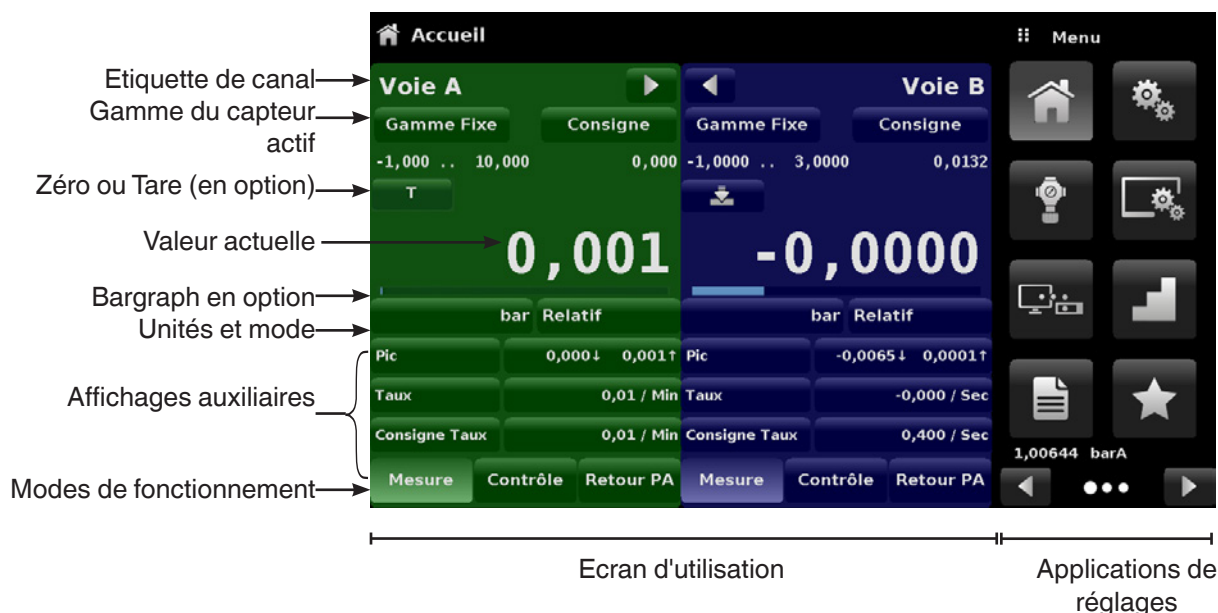 Accueil
Menu
Etiquette de canal
Voie A
Voie B
Gamme du capteur
actif
Gamme Fixe
Consigne
Gamme Fixe
Consigne
-1,000 .. 10,000
0,000
-1,0000 .. 3,0000
0,0132
Zéro ou Tare (en option)
T
Valeur actuelle
0,001
-0,0000
Bargraph en option
Unités et mode
bar
Relatif
bar
Relatif
Affichages auxiliaires
Pic
0,000↓ 0,001↑
Pic
-0,0065↓ 0,0001↑
Taux
0,01 / Min
Taux
-0,000 / Sec
Consigne Taux
0,01 / Min
Consigne Taux
0,400 / Sec
1,00644 barA
Modes de fonctionnement
Mesure
Contrôle
Retour PA
Mesure
Contrôle
Retour PA
Ecran d'utilisation
Applications de
réglages